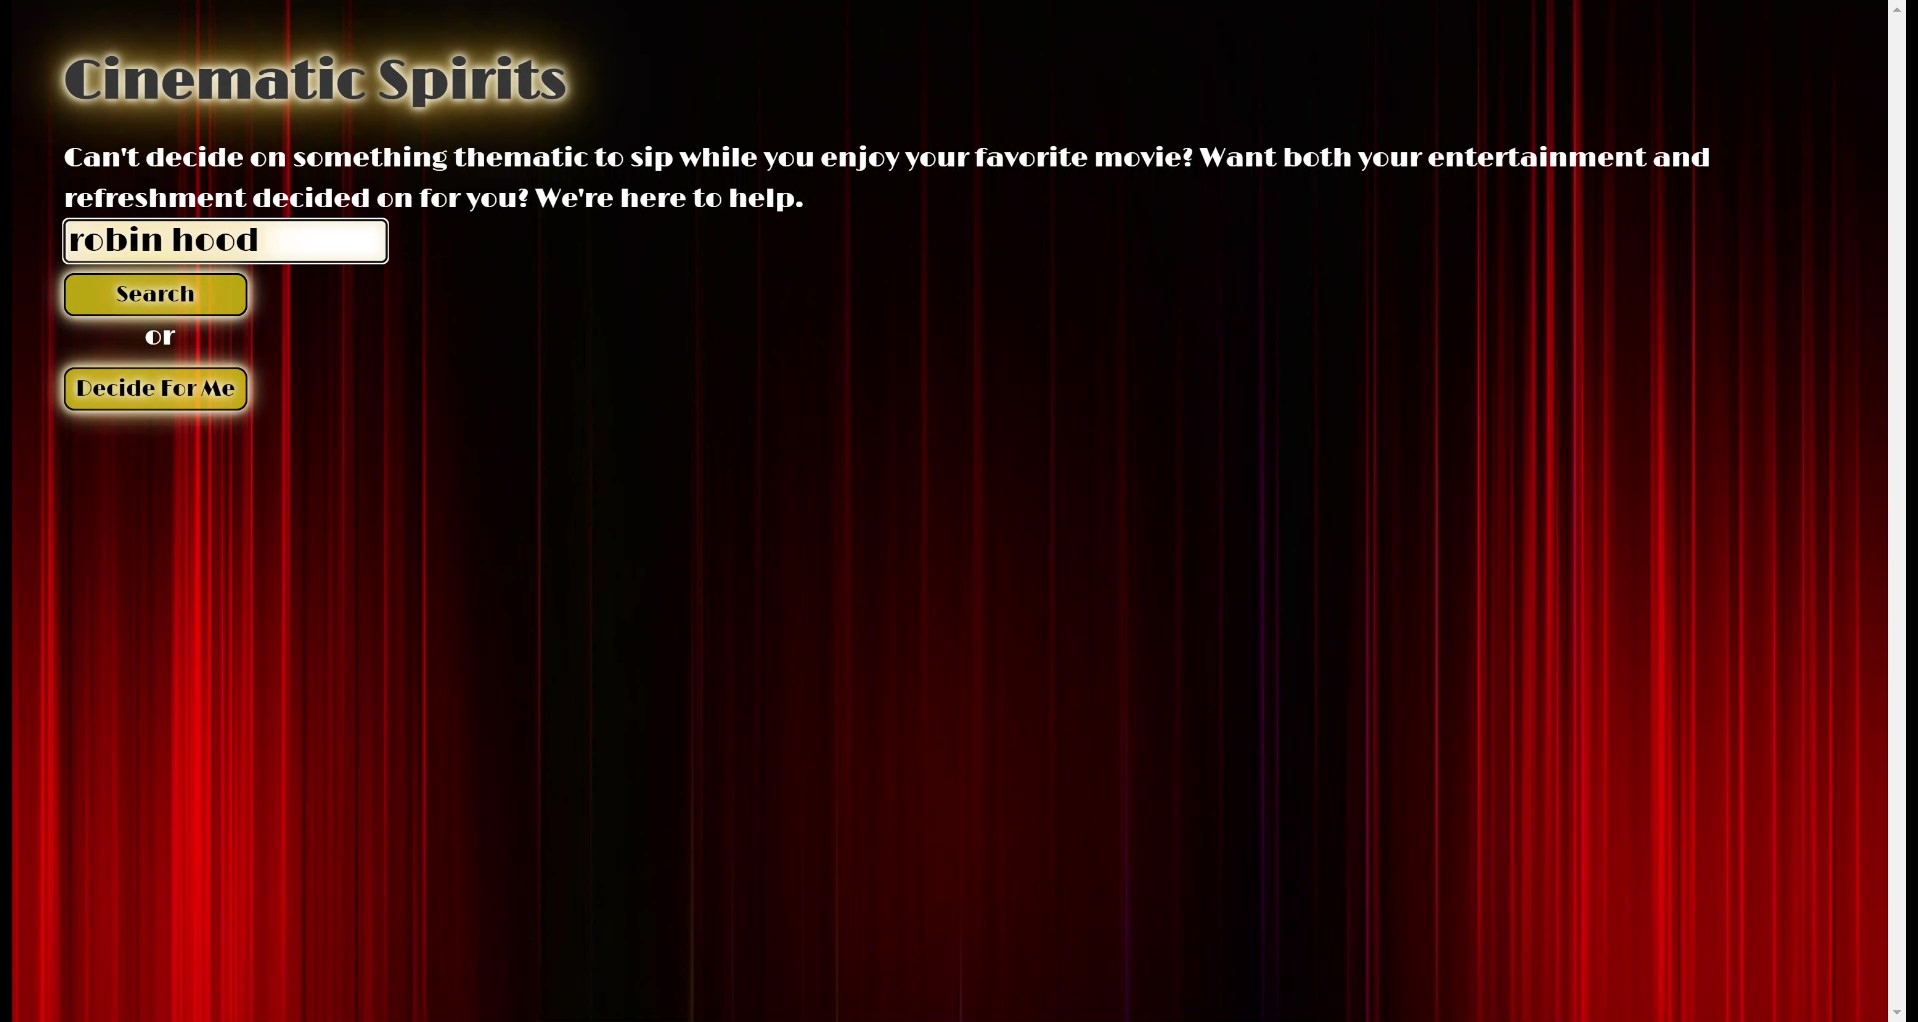 Cinematic Spirits
Can't decide on something thematic to sip while you enjoy your favorite movie? Want both your entertainment and
refreshment decided on for you? We're here to help.
robin hood
Search
or
Decide For Me